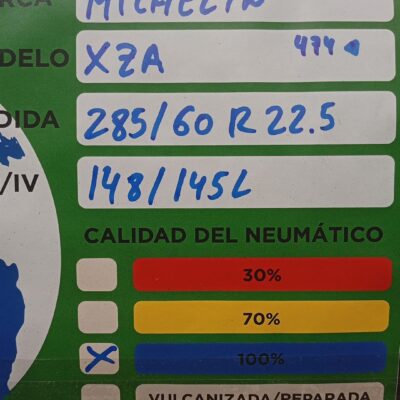 MICHELIN
DELO XZA 474
DIDA 285/60 R 22.5
/IV 148/145L
CALIDAD DEL NEUMÁTICO
30%
70%
X 100%
VULCANIZADA/REPARADA